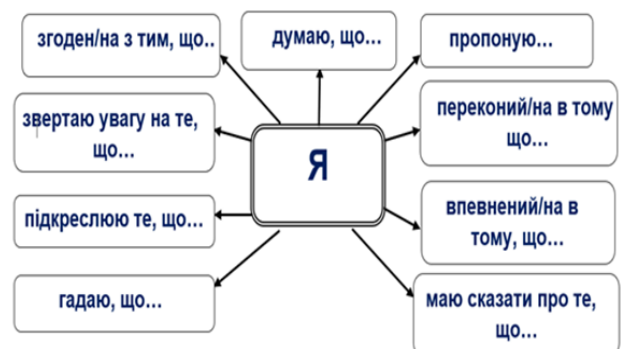 згоден/на з тим, що..
думаю, що...
пропоную...
звертаю увагу на те,
що...
переконий/на в тому
що...
Я
підкреслюю те, що...
впевнений/на в
тому, що...
гадаю, що...
маю сказати про те,
що...